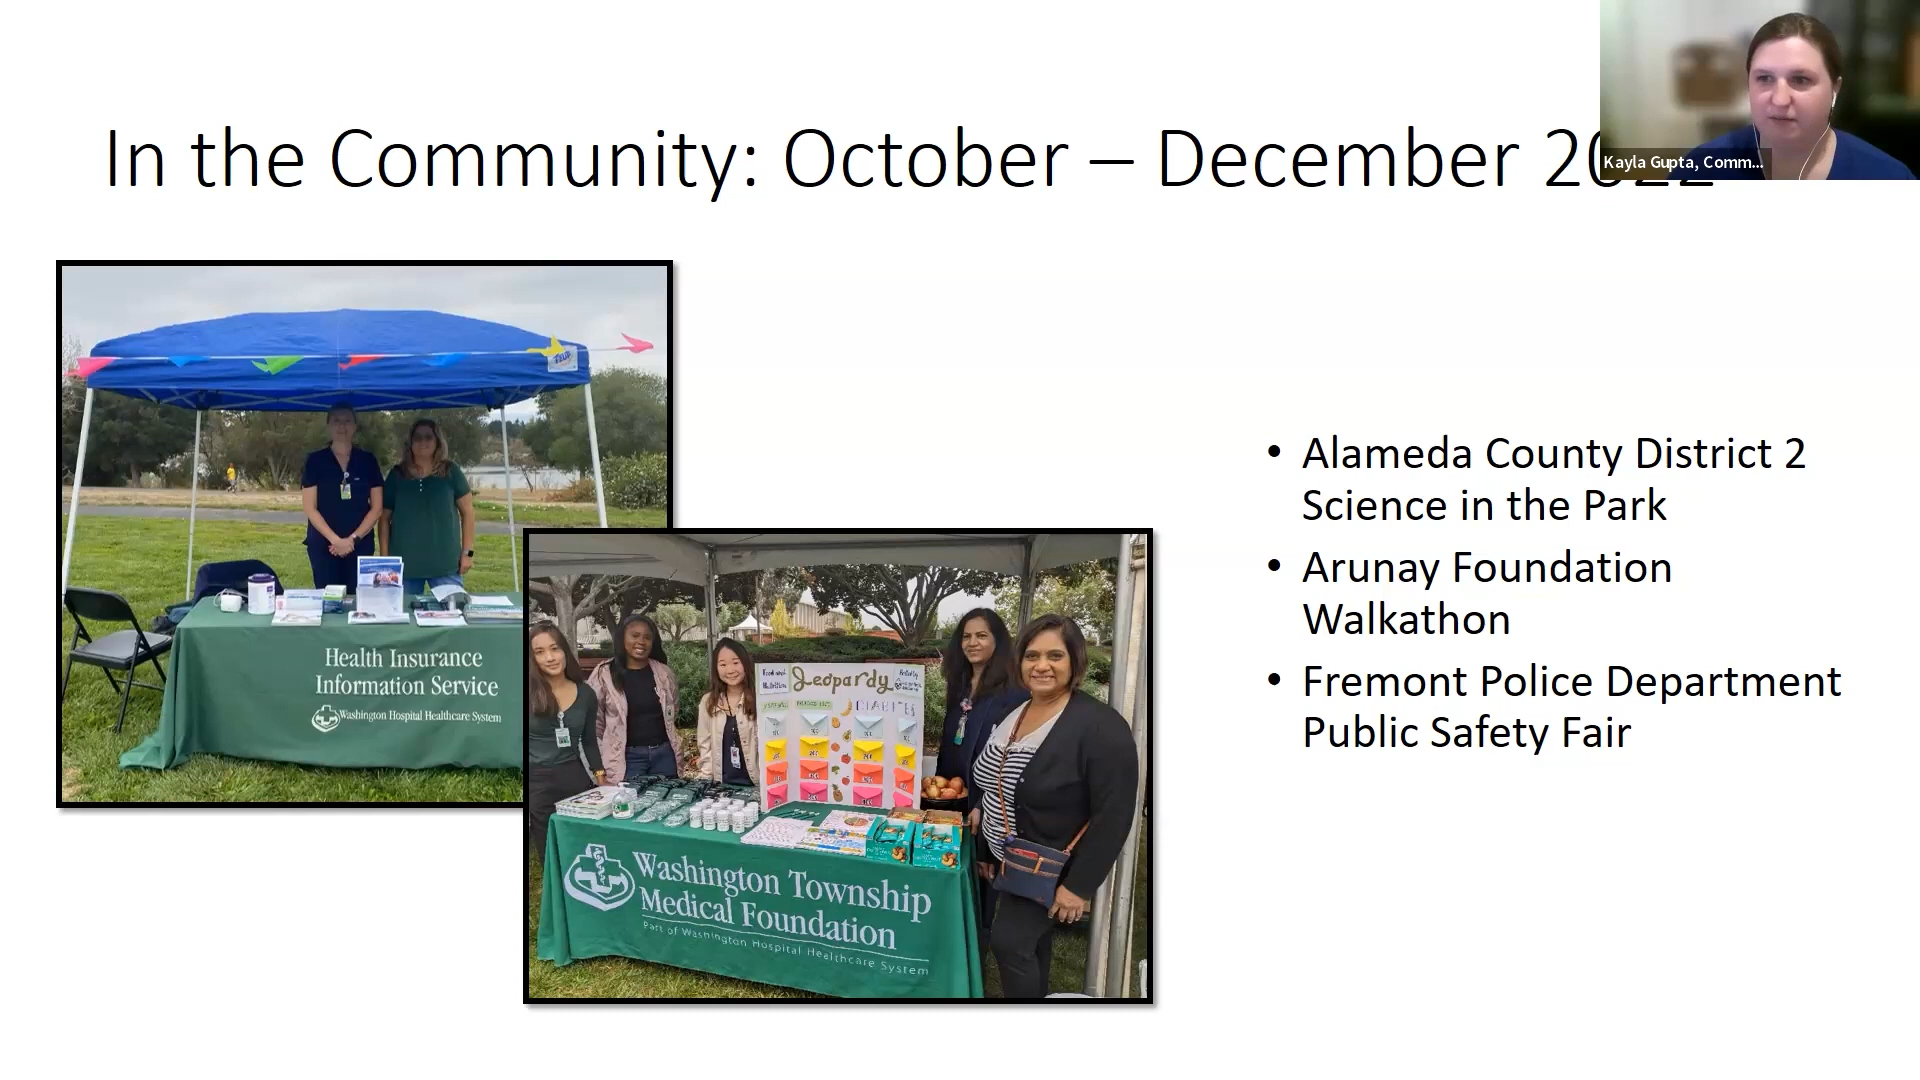 In the Community: October – December 2022
Kayla Gupta, Comm...
Alameda County District 2
Science in the Park
Arunay Foundation
Walkathon
Fremont Police Department
Public Safety Fair
Health Insurance
Information Service
Washington Hospital Healthcare System
Jeopardy
DIABETES
Washington Township
Medical Foundation
Part of Washington Hospital Healthcare System